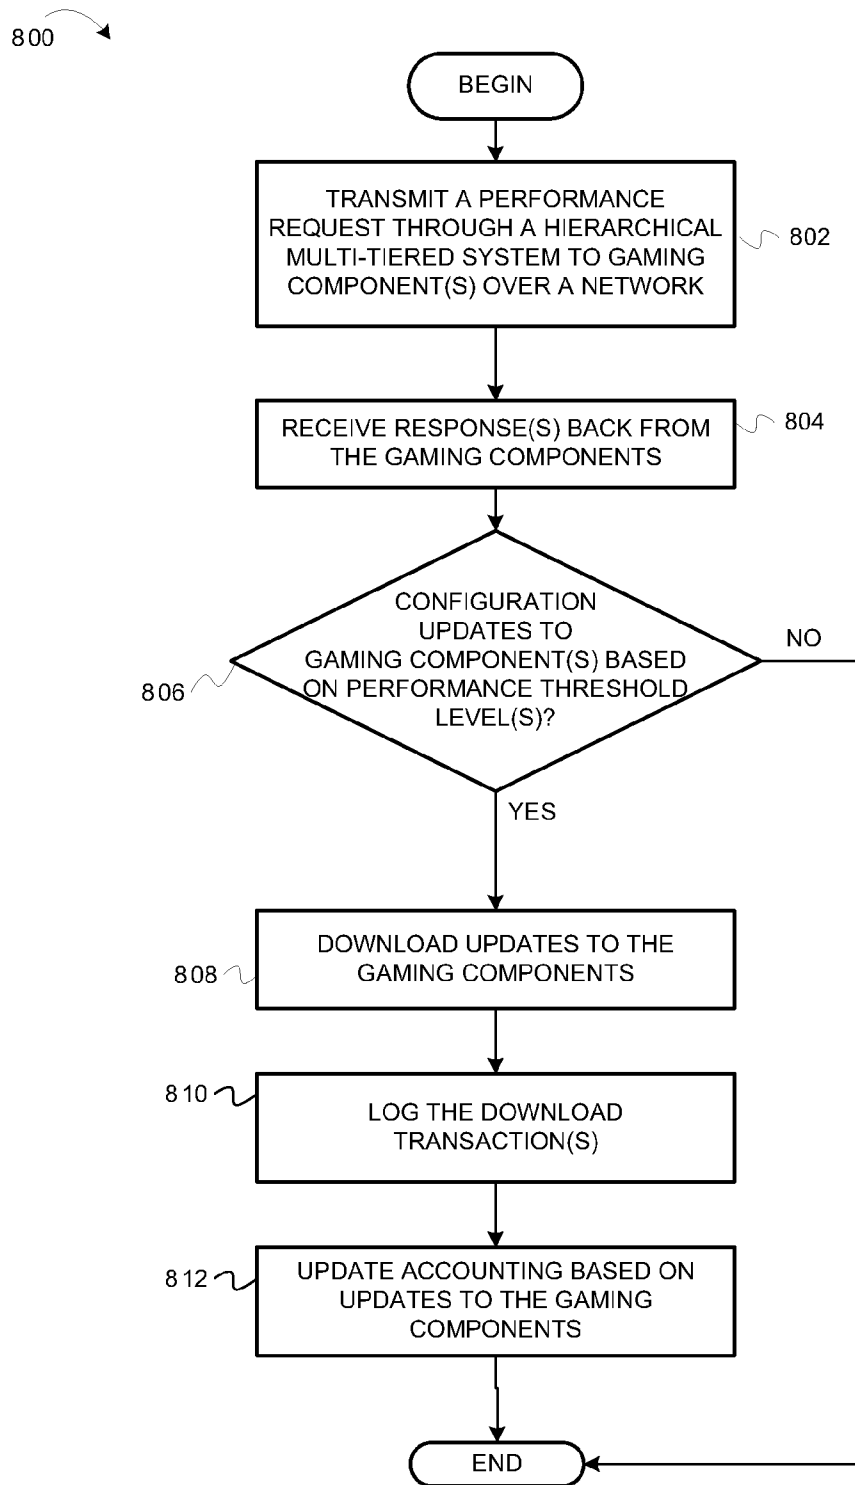 800
BEGIN
TRANSMIT A PERFORMANCE
REQUEST THROUGH A HIERARCHICAL
MULTI-TIERED SYSTEM TO GAMING
COMPONENT(S) OVER A NETWORK
802
RECEIVE RESPONSE(S) BACK FROM
THE GAMING COMPONENTS
804
CONFIGURATION
UPDATES TO
GAMING COMPONENT(S) BASED
ON PERFORMANCE THRESHOLD
LEVEL(S)?
806
NO
YES
DOWNLOAD UPDATES TO THE
GAMING COMPONENTS
808
810
LOG THE DOWNLOAD
TRANSACTION(S)
812
UPDATE ACCOUNTING BASED ON
UPDATES TO THE GAMING
COMPONENTS
END